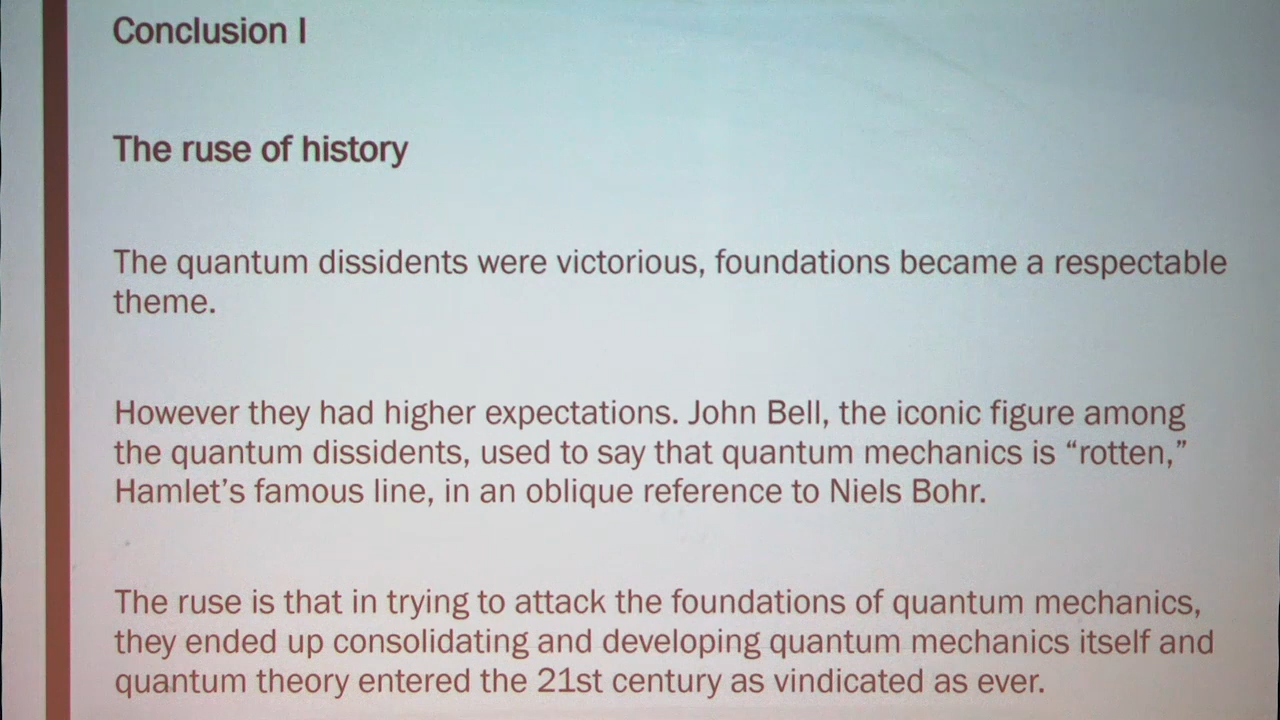 Conclusion I
The ruse of history
The quantum dissidents were victorious, foundations became a respectable
theme.
However they had higher expectations. John Bell, the iconic figure among
the quantum dissidents, used to say that quantum mechanics is “rotten,”
Hamlet’s famous line, in an oblique reference to Niels Bohr.
The ruse is that in trying to attack the foundations of quantum mechanics,
they ended up consolidating and developing quantum mechanics itself and
quantum theory entered the 21st century as vindicated as ever.